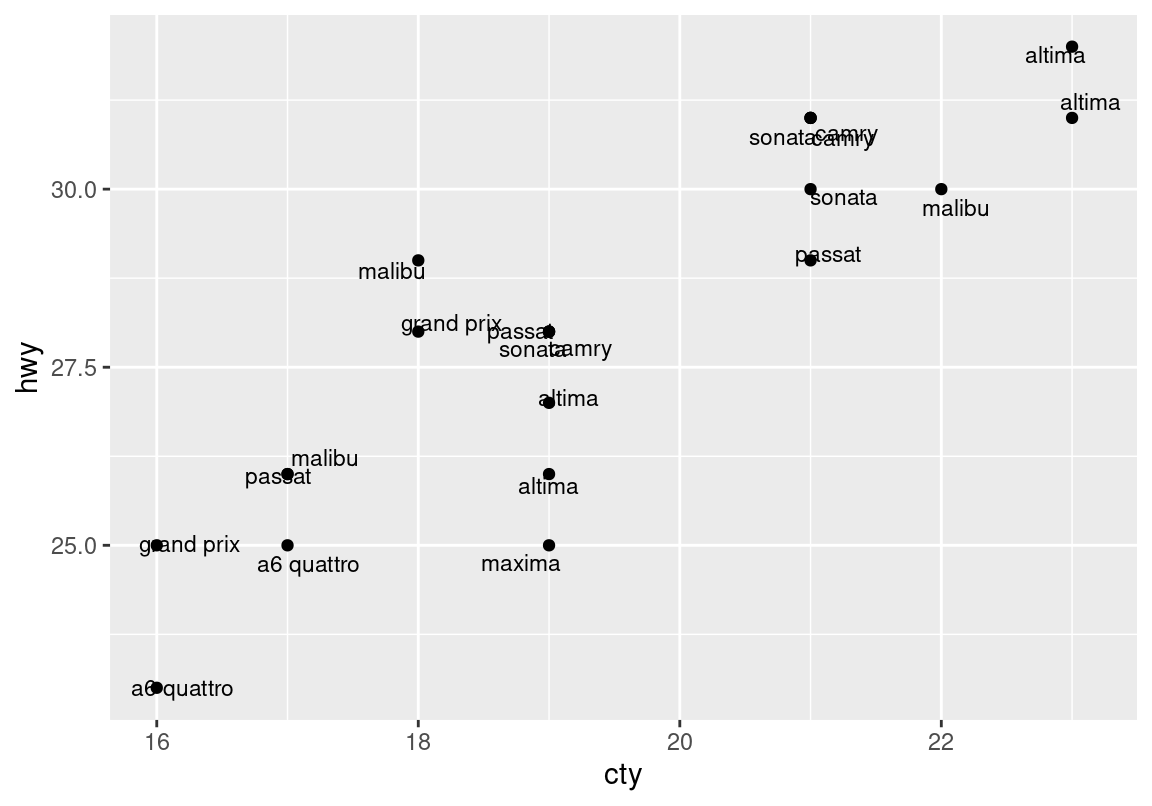 altima
altima
camry
sonata camry
30.0
sonata
malibu
passat
malibu
grand prix
passat
sonata camry
hwy
27.5
altima
malibu
passat
altima
25.0
grand prix
a6 quattro
maxima
a6 quattro
16 18 20 22
cty